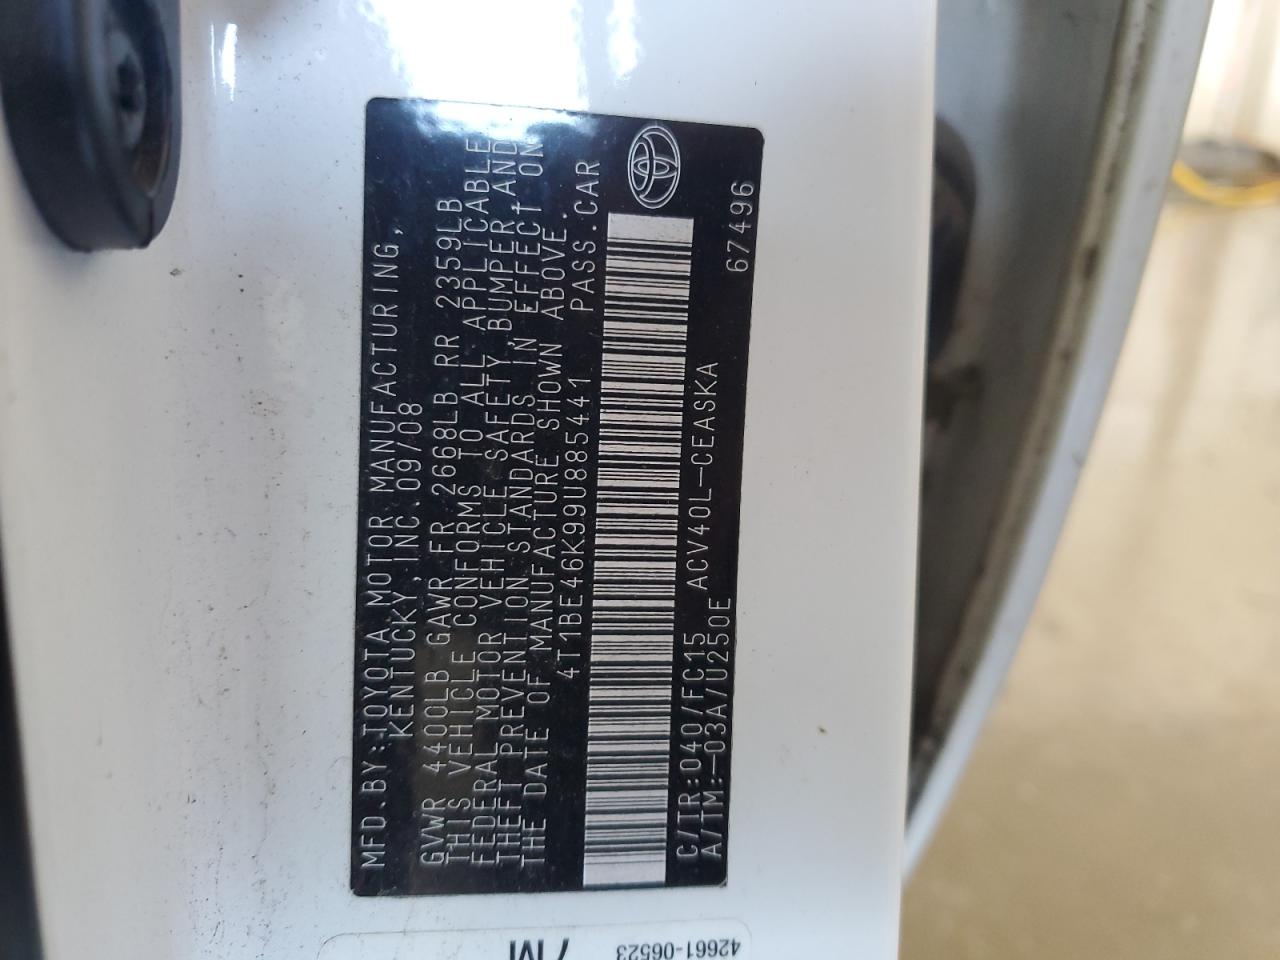 MFD.BY:TOYOTA MOTOR MANUFACTURING,
KENTUCKY,INC.09/08
GVWR 4400LB GAWR FR 2668LB RR 2359LB
THIS VEHICLE CONFORMS TO ALL APPLICABLE
FEDERAL MOTOR VEHICLE SAFETY,BUMPER AND
THEFT PREVENTION STANDARDS IN EFFECT ON
THE DATE OF MANUFACTURE SHOWN ABOVE.
4T1BE46K99U885441 PASS.CAR
C/TR:040/FC15 ACV40L-CEASKA
A/TM:-03A/U250E 67496
7M
42661-06523